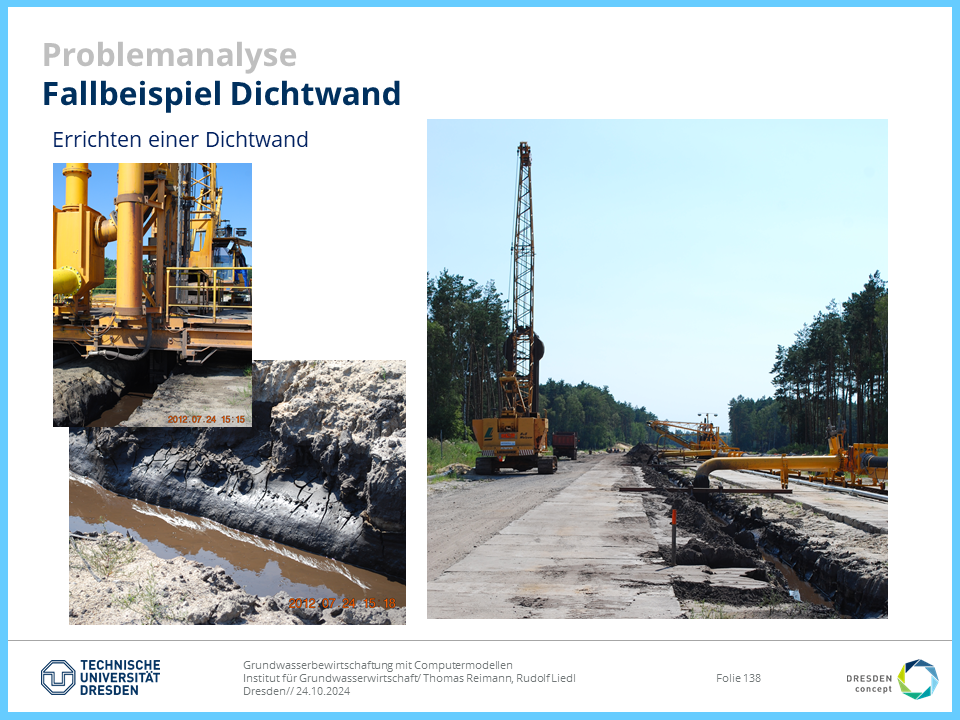 Problemanalyse
Fallbeispiel Dichtwand
Errichten einer Dichtwand
2012.07.24 15:15
TECHNISCHE
UNIVERSITÄT
DRESDEN
Grundwasserbewirtschaftung mit Computermodellen
Institut für Grundwasserwirtschaft/ Thomas Reimann, Rudolf Liedl
Dresden// 24.10.2024
Folie 138
DRESDEN
concept